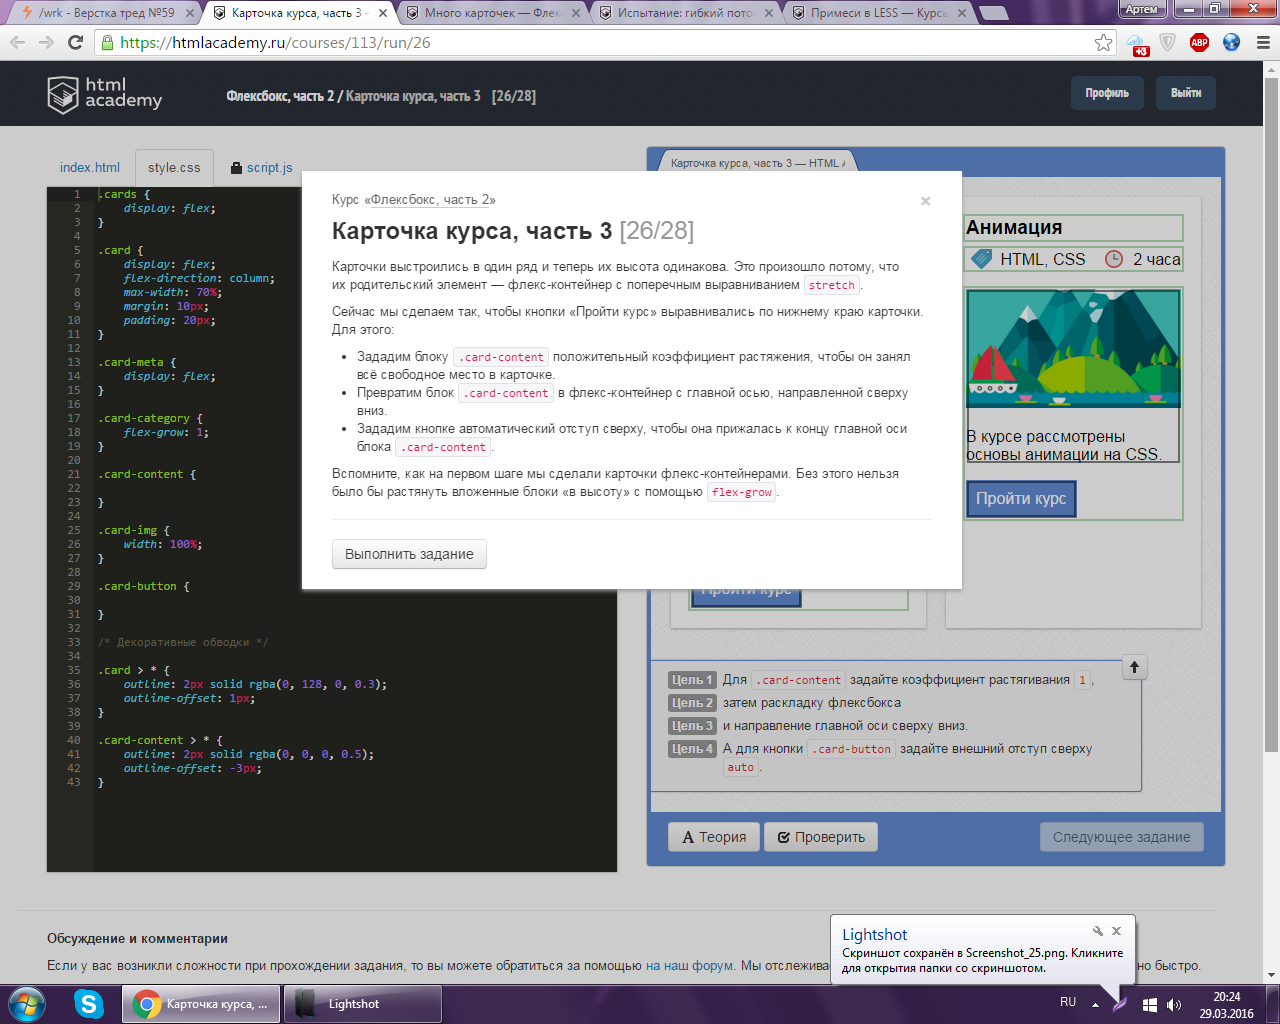 /wrk - Верстка тред №59
Карточка курса, часть 3 -
Много карточек — Флек
Испытание: гибкий пото
Примеси в LESS — Курсы
Артем
https://htmlacademy.ru/courses/113/run/26
+3
ABP
html
academy
Флексбокс, часть 2 / Карточка курса, часть 3 [26/28]
Профиль
Выйти
index.html
style.css
script.js
Карточка курса, часть 3 — HTML A
1 .cards {
2 display: flex;
3 }
4
5 .card {
6 display: flex;
7 flex-direction: column;
8 max-width: 70%;
9 margin: 10px;
10 padding: 20px;
11 }
12
13 .card-meta {
14 display: flex;
15 }
16
17 .card-category {
18 flex-grow: 1;
19 }
20
21 .card-content {
22
23 }
24
25 .card-img {
26 width: 100%;
27 }
28
29 .card-button {
30
31 }
32
33 /* Декоративные обводки */
34
35 .card > * {
36 outline: 2px solid rgba(0, 128, 0, 0.3);
37 outline-offset: 1px;
38 }
39
40 .card-content > * {
41 outline: 2px solid rgba(0, 0, 0, 0.5);
42 outline-offset: -3px;
43 }
Курс «Флексбокс, часть 2»
×
Карточка курса, часть 3 [26/28]
Карточки выстроились в один ряд и теперь их высота одинакова. Это произошло потому, что
их родительский элемент — флекс-контейнер с поперечным выравниванием stretch.
Сейчас мы сделаем так, чтобы кнопки «Пройти курс» выравнивались по нижнему краю карточки.
Для этого:
• Зададим блоку .card-content положительный коэффициент растяжения, чтобы он занял
всё свободное место в карточке.
• Превратим блок .card-content в флекс-контейнер с главной осью, направленной сверху
вниз.
• Зададим кнопке автоматический отступ сверху, чтобы она прижалась к концу главной оси
блока .card-content.
Вспомните, как на первом шаге мы сделали карточки флекс-контейнерами. Без этого нельзя
было бы растянуть вложенные блоки «в высоту» с помощью flex-grow.
Выполнить задание
Анимация
HTML, CSS 2 часа
В курсе рассмотрены
основы анимации на CSS.
Пройти курс
Пройти курс
Цель 1 Для .card-content задайте коэффициент растягивания 1,
Цель 2 затем раскладку флексбокса
Цель 3 и направление главной оси сверху вниз.
Цель 4 А для кнопки .card-button задайте внешний отступ сверху
auto.
Теория
Проверить
Следующее задание
Обсуждение и комментарии
Если у вас возникли сложности при прохождении задания, то вы можете обратиться за помощью на наш форум. Мы отслежива
но быстро.
Lightshot
Скриншот сохранён в Screenshot_25.png. Кликните
для открытия папки со скриншотом.
Карточка курса, ...
Lightshot
RU
20:24
29.03.2016